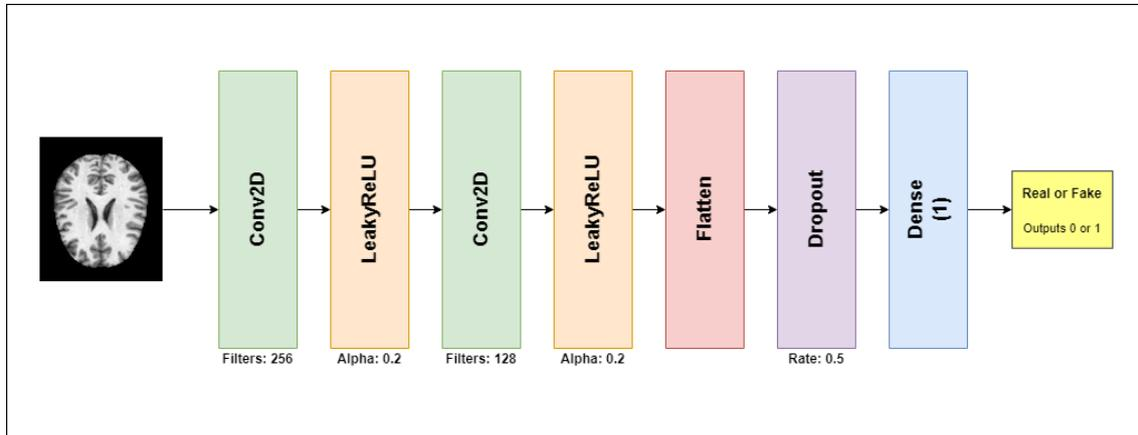 Conv2D
LeakyReLU
Conv2D
LeakyReLU
Flatten
Dropout
Dense
(1)
Real or Fake
Outputs 0 or 1
Filters: 256
Alpha: 0.2
Filters: 128
Alpha: 0.2
Rate: 0.5